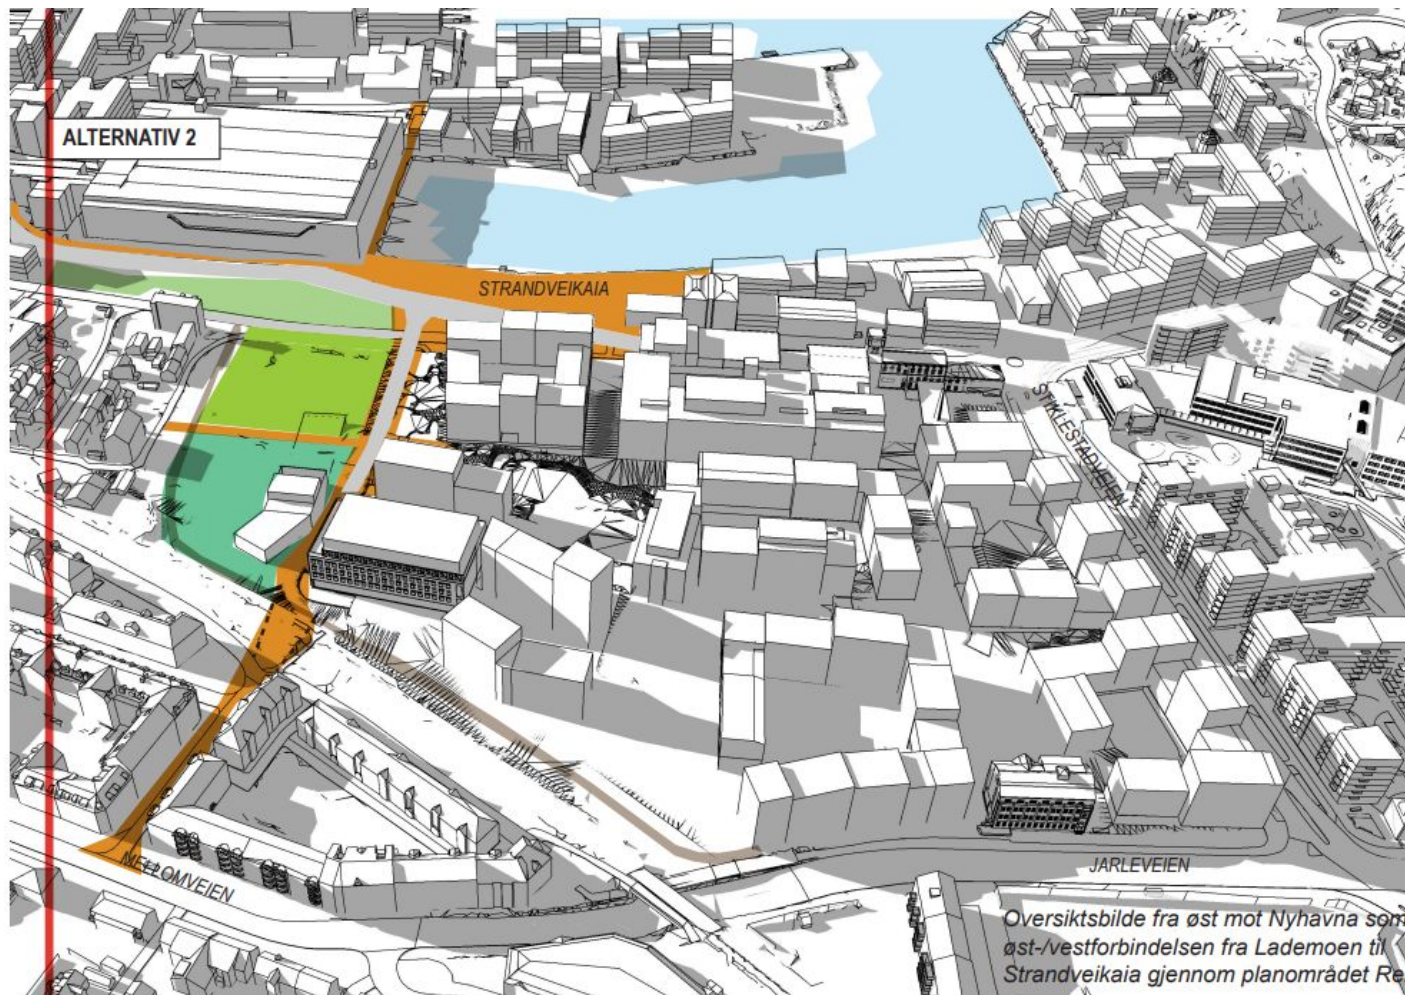 ALTERNATIV 2
STRANDVEIKAIA
STIKLESTADVEIEN
MELLOMVEIEN
JARLEVEIEN
Oversiktsbilde fra øst mot Nyhavna som
øst-/vestforbindelsen fra Lademoen til
Strandveikaia gjennom planområdet Re